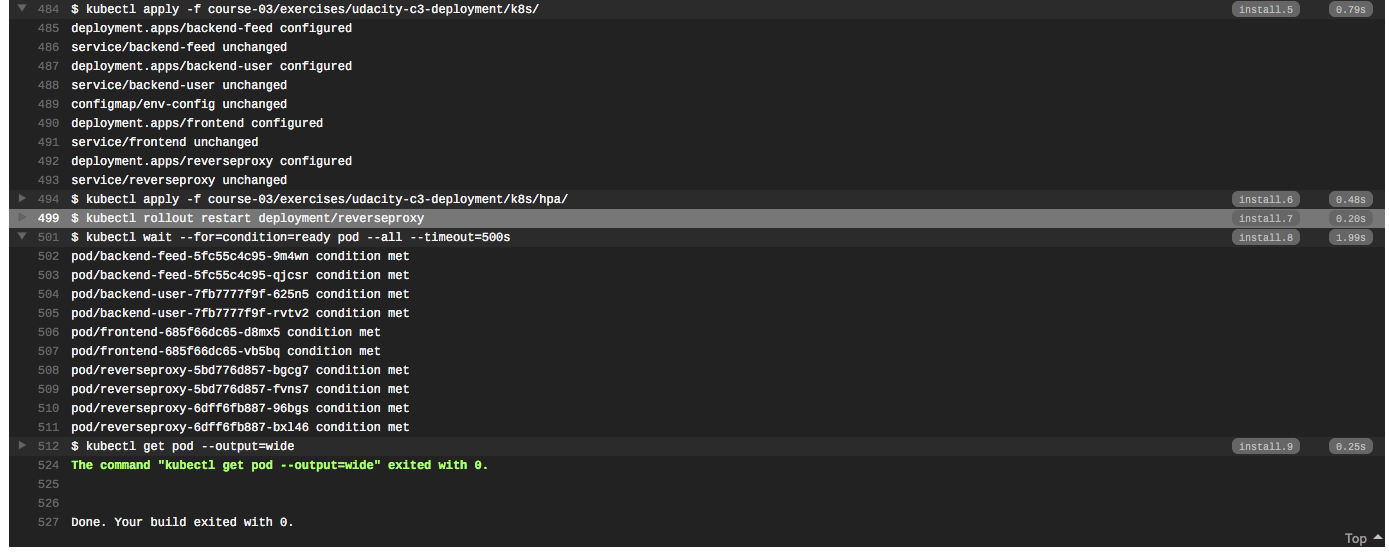 484 $ kubectl apply -f course-03/exercises/udacity-c3-deployment/k8s/ install.5 0.79s
485 deployment.apps/backend-feed configured
486 service/backend-feed unchanged
487 deployment.apps/backend-user configured
488 service/backend-user unchanged
489 configmap/env-config unchanged
490 deployment.apps/frontend configured
491 service/frontend unchanged
492 deployment.apps/reverseproxy configured
493 service/reverseproxy unchanged
494 $ kubectl apply -f course-03/exercises/udacity-c3-deployment/k8s/hpa/ install.6 0.48s
499 $ kubectl rollout restart deployment/reverseproxy install.7 0.20s
501 $ kubectl wait --for=condition=ready pod --all --timeout=500s install.8 1.99s
502 pod/backend-feed-5fc55c4c95-9m4wn condition met
503 pod/backend-feed-5fc55c4c95-qjcsr condition met
504 pod/backend-user-7fb7777f9f-625n5 condition met
505 pod/backend-user-7fb7777f9f-rvtv2 condition met
506 pod/frontend-685f66dc65-d8mx5 condition met
507 pod/frontend-685f66dc65-vb5bq condition met
508 pod/reverseproxy-5bd776d857-bgcg7 condition met
509 pod/reverseproxy-5bd776d857-fvns7 condition met
510 pod/reverseproxy-6dff6fb887-96bgs condition met
511 pod/reverseproxy-6dff6fb887-bxl46 condition met
512 $ kubectl get pod --output=wide install.9 0.25s
524 The command "kubectl get pod --output=wide" exited with 0.
525
526
527 Done. Your build exited with 0.
Top